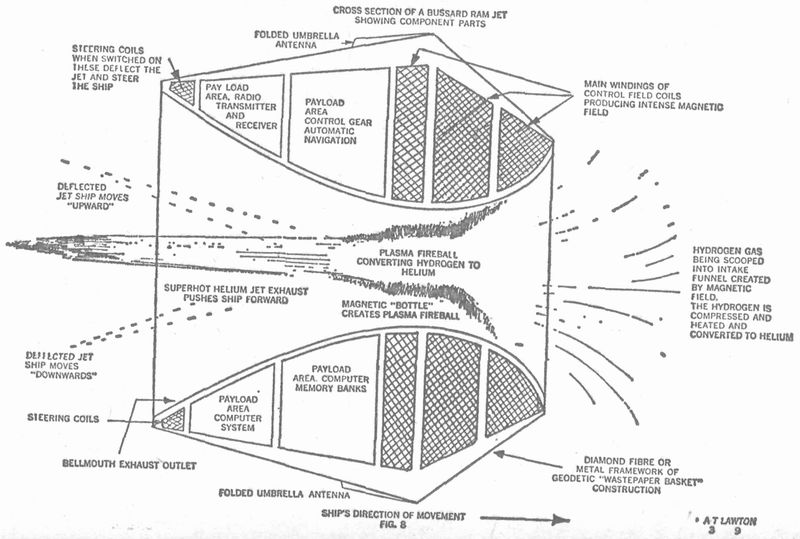 CROSS SECTION OF A BUSSARD RAM JET
SHOWING COMPONENT PARTS
FOLDED UMBRELLA
ANTENNA
STEERING COILS
WHEN SWITCHED ON
THESE DEFLECT THE
JET AND STEER
THE SHIP
PAY LOAD
AREA, RADIO
TRANSMITTER
AND
RECEIVER
PAYLOAD
AREA
CONTROL GEAR
AUTOMATIC
NAVIGATION
MAIN WINDINGS OF
CONTROL FIELD COILS
PRODUCING INTENSE MAGNETIC
FIELD
DEFLECTED
JET SHIP MOVES
"UPWARD"
PLASMA FIREBALL
CONVERTING HYDROGEN TO
HELIUM
SUPERHOT HELIUM JET EXHAUST
PUSHES SHIP FORWARD
MAGNETIC "BOTTLE"
CREATES PLASMA FIREBALL
HYDROGEN GAS
BEING SCOOPED
INTO INTAKE
FUNNEL CREATED
BY MAGNETIC
FIELD.
THE HYDROGEN IS
COMPRESSED AND
HEATED AND
CONVERTED TO HELIUM
DEFLECTED JET
SHIP MOVES
"DOWNWARDS"
PAYLOAD
AREA. COMPUTER
MEMORY BANKS
PAYLOAD
AREA
COMPUTER
SYSTEM
STEERING COILS
BELLMOUTH EXHAUST OUTLET
DIAMOND FIBRE OR
METAL FRAMEWORK OF
GEODETIC "WASTEPAPER BASKET"
CONSTRUCTION
FOLDED UMBRELLA ANTENNA
SHIP'S DIRECTION OF MOVEMENT
FIG. 8
A·T LAWTON
3 9